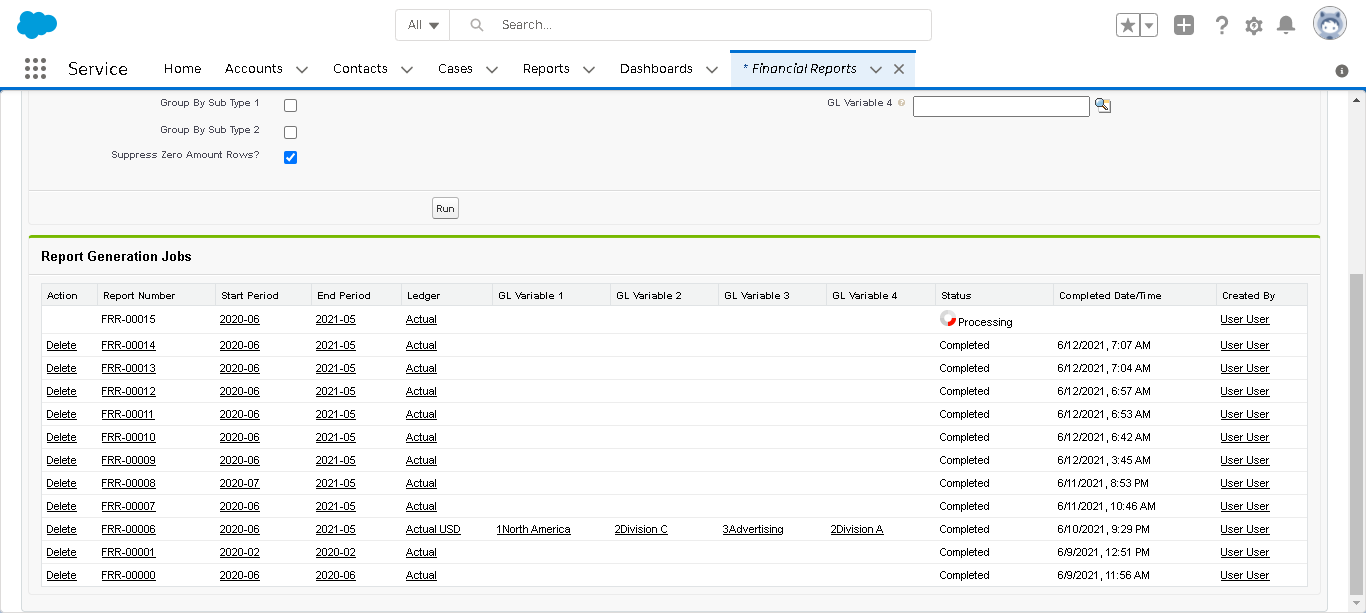 All Search...
Service Home Accounts Contacts Cases Reports Dashboards * Financial Reports
Group By Sub Type 1 GL Variable 4
Group By Sub Type 2
Suppress Zero Amount Rows?
Run
Report Generation Jobs
Action Report Number Start Period End Period Ledger GL Variable 1 GL Variable 2 GL Variable 3 GL Variable 4 Status Completed Date/Time Created By
FRR-00015 2020-06 2021-05 Actual Processing User User
Delete FRR-00014 2020-06 2021-05 Actual Completed 6/12/2021, 7:07 AM User User
Delete FRR-00013 2020-06 2021-05 Actual Completed 6/12/2021, 7:04 AM User User
Delete FRR-00012 2020-06 2021-05 Actual Completed 6/12/2021, 6:57 AM User User
Delete FRR-00011 2020-06 2021-05 Actual Completed 6/12/2021, 6:53 AM User User
Delete FRR-00010 2020-06 2021-05 Actual Completed 6/12/2021, 6:42 AM User User
Delete FRR-00009 2020-06 2021-05 Actual Completed 6/12/2021, 3:45 AM User User
Delete FRR-00008 2020-07 2021-05 Actual Completed 6/11/2021, 8:53 PM User User
Delete FRR-00007 2020-06 2021-05 Actual Completed 6/11/2021, 10:46 AM User User
Delete FRR-00006 2020-06 2021-05 Actual USD 1North America 2Division C 3Advertising 2Division A Completed 6/10/2021, 9:29 PM User User
Delete FRR-00001 2020-02 2020-02 Actual Completed 6/9/2021, 12:51 PM User User
Delete FRR-00000 2020-06 2020-06 Actual Completed 6/9/2021, 11:56 AM User User